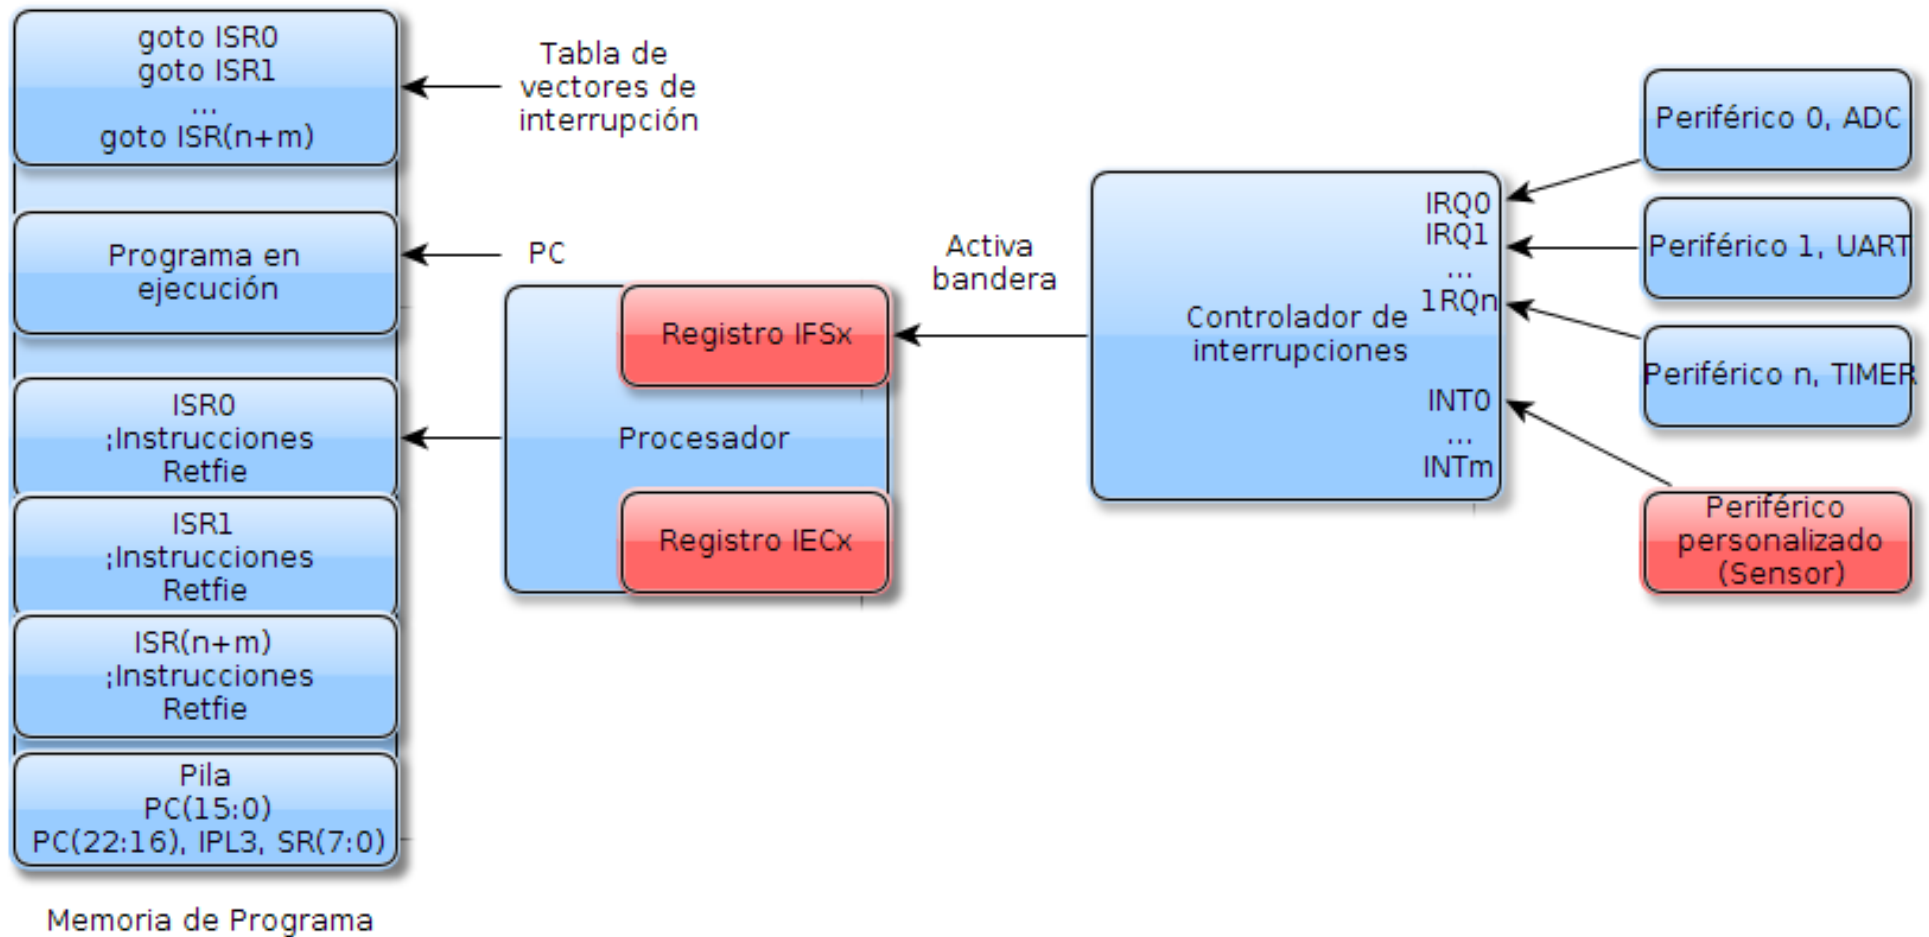 goto ISR0
goto ISR1
...
goto ISR(n+m)
Tabla de
vectores de
interrupción
Programa en
ejecución
PC
ISR0
;Instrucciones
Retfie
ISR1
;Instrucciones
Retfie
ISR(n+m)
;Instrucciones
Retfie
Pila
PC(15:0)
PC(22:16), IPL3, SR(7:0)
Memoria de Programa
Registro IFSx
Procesador
Registro IECx
Activa
bandera
Controlador de
interrupciones
IRQ0
IRQ1
...
1RQn
INT0
...
INTm
Periférico 0, ADC
Periférico 1, UART
Periférico n, TIMER
Periférico
personalizado
(Sensor)